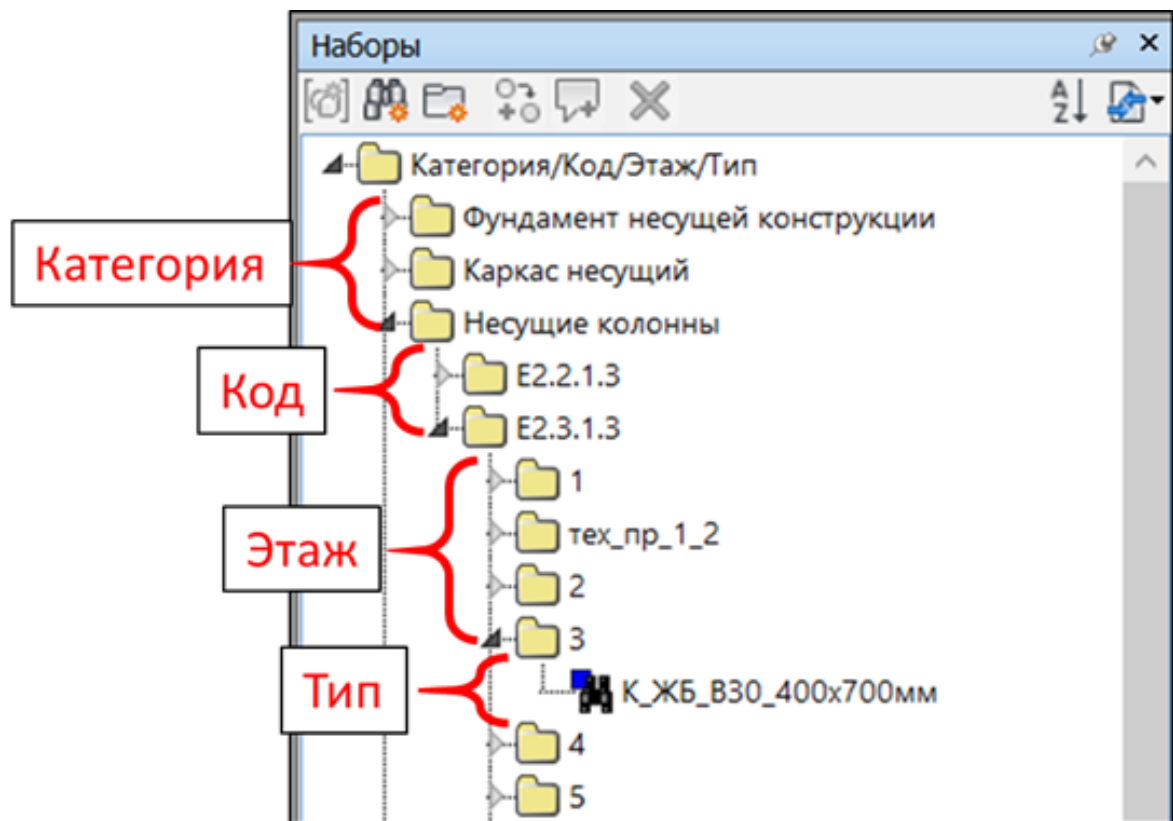 Наборы
Категория/Код/Этаж/Тип
Фундамент несущей конструкции
Категория
Каркас несущий
Несущие колонны
Код
E2.2.1.3
E2.3.1.3
Этаж
1
тех_пр_1_2
2
3
Тип
К_ЖБ_В30_400х700мм
4
5